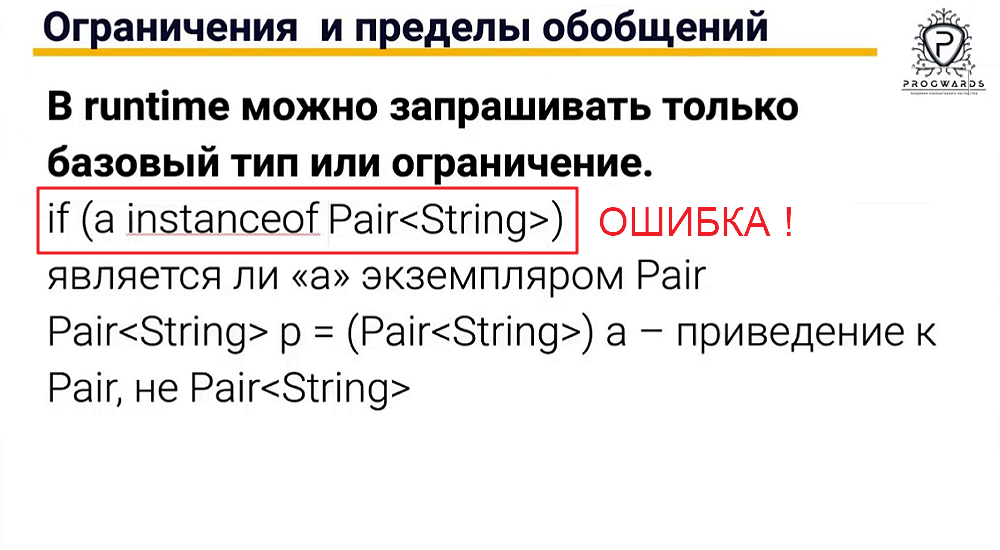 Ограничения и пределы обобщений
PROGWARDS
В runtime можно запрашивать только
базовый тип или ограничение.
if (a instanceof Pair<String>) ОШИБКА !
является ли «a» экземпляром Pair
Pair<String> p = (Pair<String>) a – приведение к
Pair, не Pair<String>